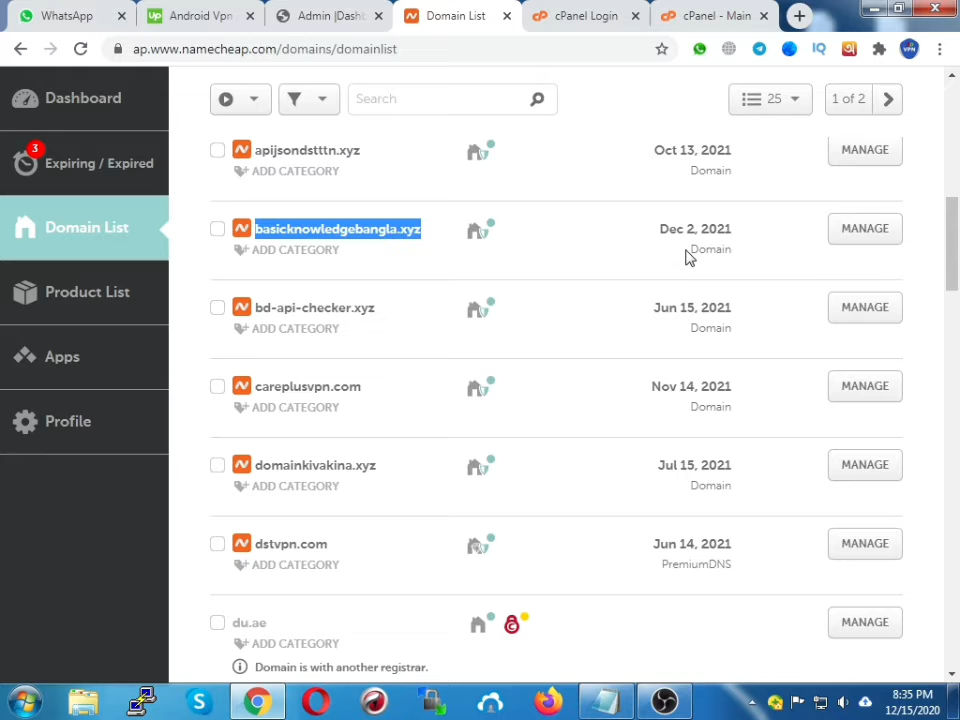 WhatsApp
Android Vpn
Admin |Dash
Domain List
cPanel Login
cPanel - Main
ap.www.namecheap.com/domains/domainlist
Dashboard
3
Expiring / Expired
Domain List
Product List
Apps
Profile
Search
25
1 of 2
apijsondstttn.xyz
Oct 13, 2021
MANAGE
ADD CATEGORY
Domain
basicknowledgebangla.xyz
Dec 2, 2021
MANAGE
ADD CATEGORY
Domain
bd-api-checker.xyz
Jun 15, 2021
MANAGE
ADD CATEGORY
Domain
careplusvpn.com
Nov 14, 2021
MANAGE
ADD CATEGORY
Domain
domainkivakina.xyz
Jul 15, 2021
MANAGE
ADD CATEGORY
Domain
dstvpn.com
Jun 14, 2021
MANAGE
ADD CATEGORY
PremiumDNS
du.ae
MANAGE
ADD CATEGORY
Domain is with another registrar.
8:35 PM
12/15/2020